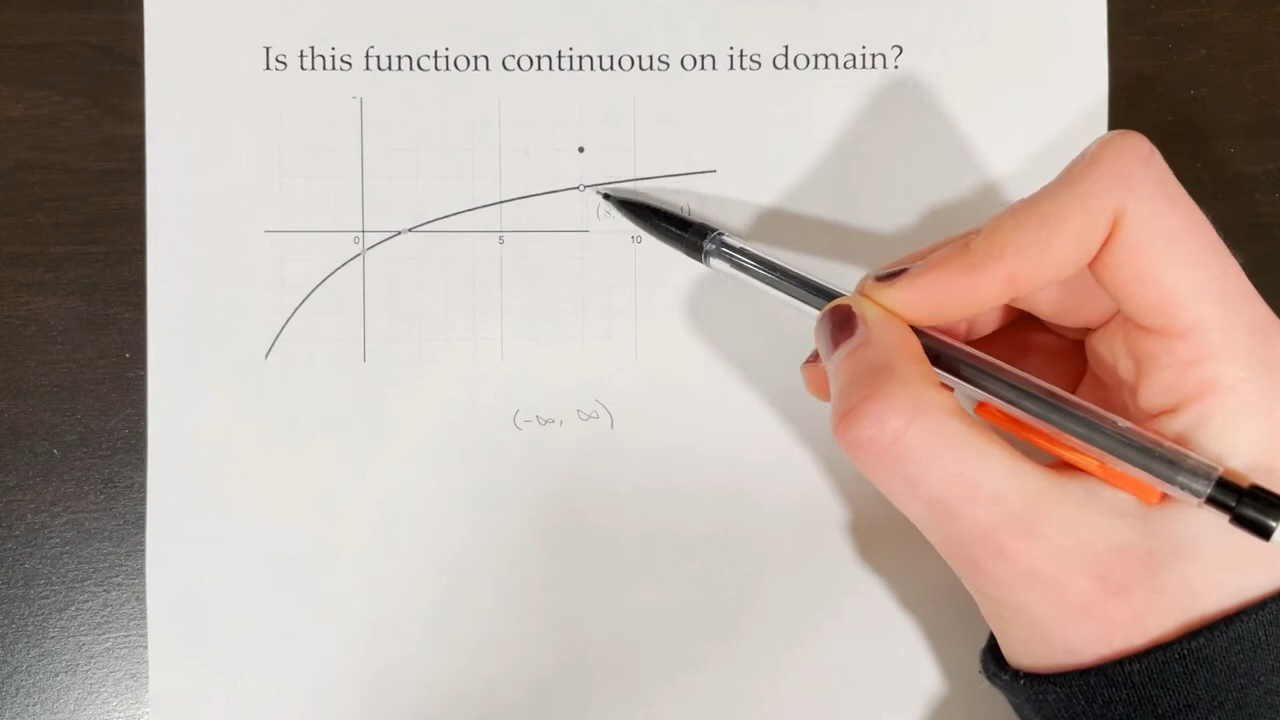 Is this function continuous on its domain?
0 5 10
(-∞, ∞)